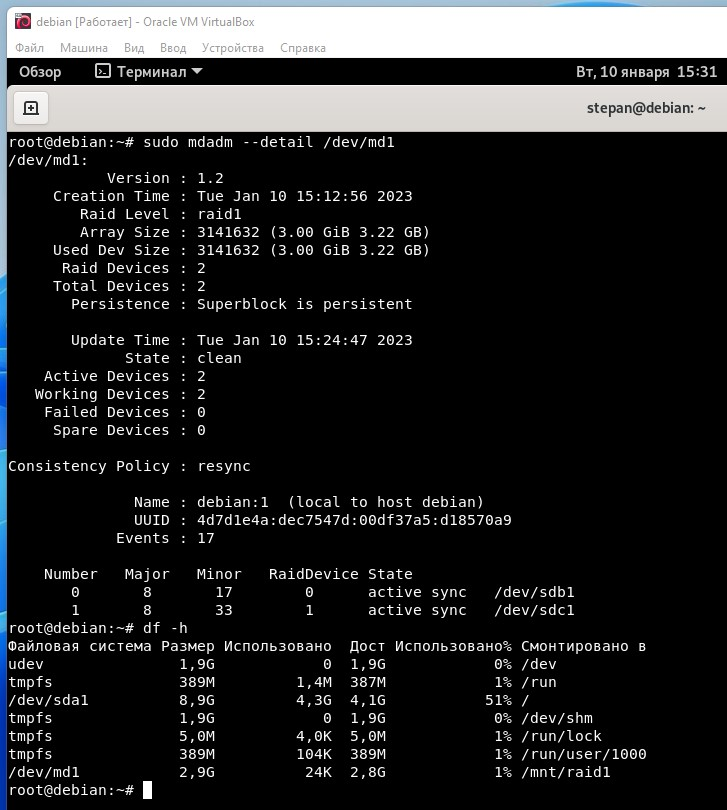 debian [Работает] - Oracle VM VirtualBox
Файл Машина Вид Ввод Устройства Справка
Обзор Терминал Вт, 10 января 15:31
stepan@debian: ~
root@debian:~# sudo mdadm --detail /dev/md1
/dev/md1:
Version : 1.2
Creation Time : Tue Jan 10 15:12:56 2023
Raid Level : raid1
Array Size : 3141632 (3.00 GiB 3.22 GB)
Used Dev Size : 3141632 (3.00 GiB 3.22 GB)
Raid Devices : 2
Total Devices : 2
Persistence : Superblock is persistent
Update Time : Tue Jan 10 15:24:47 2023
State : clean
Active Devices : 2
Working Devices : 2
Failed Devices : 0
Spare Devices : 0
Consistency Policy : resync
Name : debian:1  (local to host debian)
UUID : 4d7d1e4a:dec7547d:00df37a5:d18570a9
Events : 17
Number Major Minor RaidDevice State
0 8 17 0 active sync /dev/sdb1
1 8 33 1 active sync /dev/sdc1
root@debian:~# df -h
Файловая система Размер Использовано Дост Использовано% Смонтировано в
udev 1,9G 0 1,9G 0% /dev
tmpfs 389M 1,4M 387M 1% /run
/dev/sda1 8,9G 4,3G 4,1G 51% /
tmpfs 1,9G 0 1,9G 0% /dev/shm
tmpfs 5,0M 4,0K 5,0M 1% /run/lock
tmpfs 389M 104K 389M 1% /run/user/1000
/dev/md1 2,9G 24K 2,8G 1% /mnt/raid1
root@debian:~#